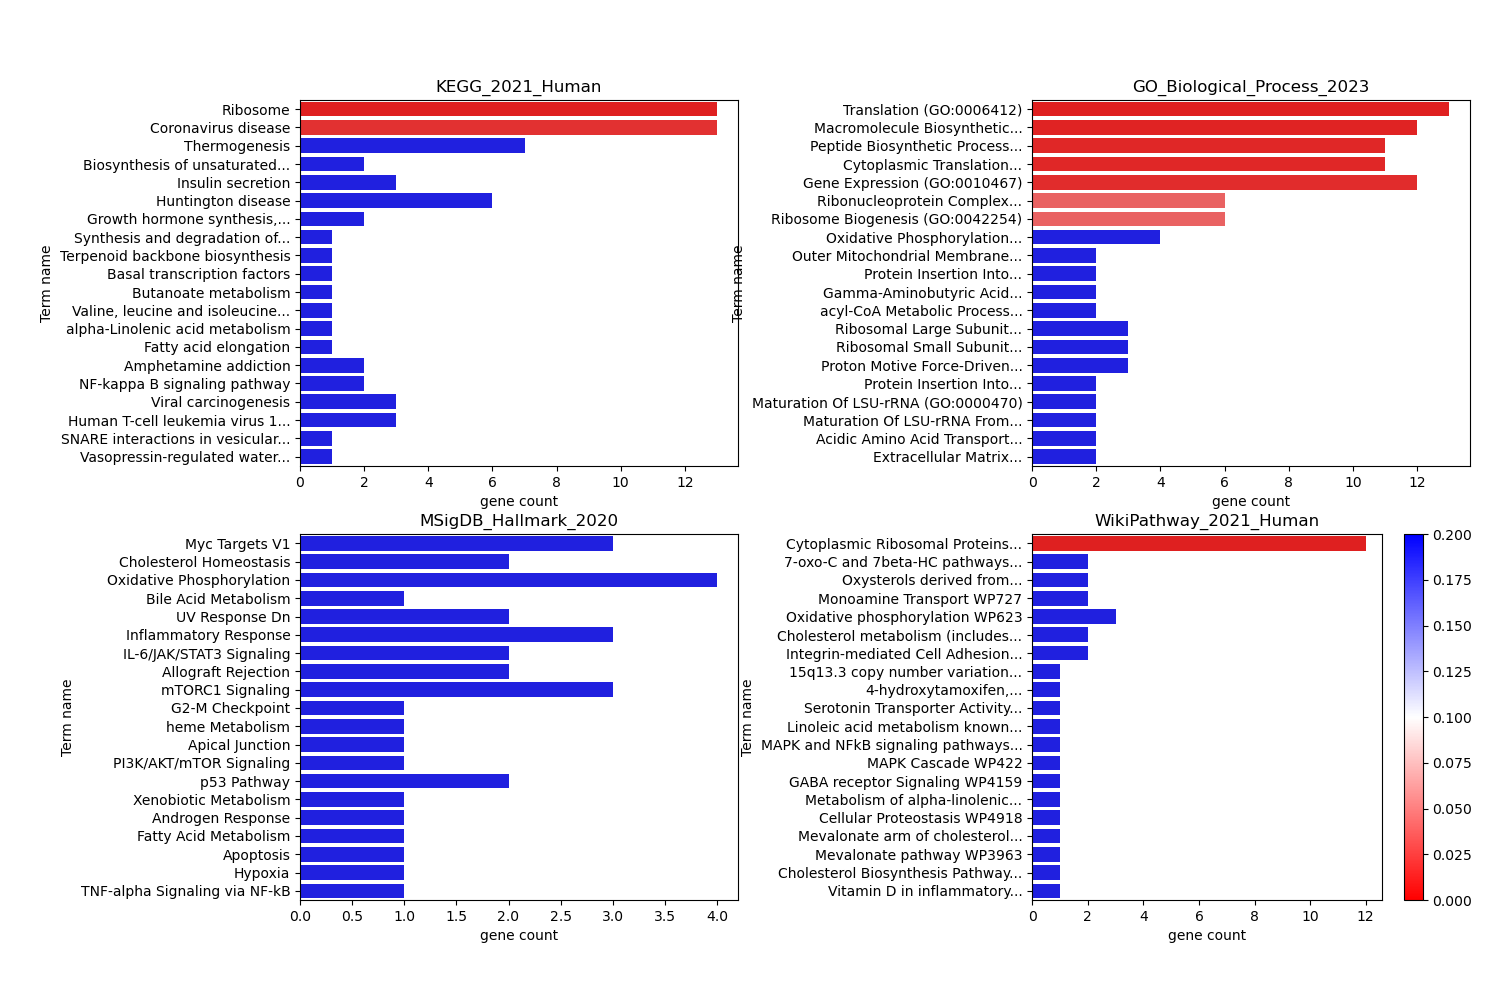 KEGG_2021_Human
Term name
Ribosome
Coronavirus disease
Thermogenesis
Biosynthesis of unsaturated...
Insulin secretion
Huntington disease
Growth hormone synthesis,...
Synthesis and degradation of...
Terpenoid backbone biosynthesis
Basal transcription factors
Butanoate metabolism
Valine, leucine and isoleucine...
alpha-Linolenic acid metabolism
Fatty acid elongation
Amphetamine addiction
NF-kappa B signaling pathway
Viral carcinogenesis
Human T-cell leukemia virus 1...
SNARE interactions in vesicular...
Vasopressin-regulated water...
0 2 4 6 8 10 12
gene count
GO_Biological_Process_2023
Term name
Translation (GO:0006412)
Macromolecule Biosynthetic...
Peptide Biosynthetic Process...
Cytoplasmic Translation...
Gene Expression (GO:0010467)
Ribonucleoprotein Complex...
Ribosome Biogenesis (GO:0042254)
Oxidative Phosphorylation...
Outer Mitochondrial Membrane...
Protein Insertion Into...
Gamma-Aminobutyric Acid...
acyl-CoA Metabolic Process...
Ribosomal Large Subunit...
Ribosomal Small Subunit...
Proton Motive Force-Driven...
Protein Insertion Into...
Maturation Of LSU-rRNA (GO:0000470)
Maturation Of LSU-rRNA From...
Acidic Amino Acid Transport...
Extracellular Matrix...
0 2 4 6 8 10 12
gene count
MSigDB_Hallmark_2020
Term name
Myc Targets V1
Cholesterol Homeostasis
Oxidative Phosphorylation
Bile Acid Metabolism
UV Response Dn
Inflammatory Response
IL-6/JAK/STAT3 Signaling
Allograft Rejection
mTORC1 Signaling
G2-M Checkpoint
heme Metabolism
Apical Junction
PI3K/AKT/mTOR Signaling
p53 Pathway
Xenobiotic Metabolism
Androgen Response
Fatty Acid Metabolism
Apoptosis
Hypoxia
TNF-alpha Signaling via NF-kB
0.0 0.5 1.0 1.5 2.0 2.5 3.0 3.5 4.0
gene count
WikiPathway_2021_Human
Term name
Cytoplasmic Ribosomal Proteins...
7-oxo-C and 7beta-HC pathways...
Oxysterols derived from...
Monoamine Transport WP727
Oxidative phosphorylation WP623
Cholesterol metabolism (includes...
Integrin-mediated Cell Adhesion...
15q13.3 copy number variation...
4-hydroxytamoxifen,...
Serotonin Transporter Activity...
Linoleic acid metabolism known...
MAPK and NFkB signaling pathways...
MAPK Cascade WP422
GABA receptor Signaling WP4159
Metabolism of alpha-linolenic...
Cellular Proteostasis WP4918
Mevalonate arm of cholesterol...
Mevalonate pathway WP3963
Cholesterol Biosynthesis Pathway...
Vitamin D in inflammatory...
0 2 4 6 8 10 12
gene count
0.200
0.175
0.150
0.125
0.100
0.075
0.050
0.025
0.000